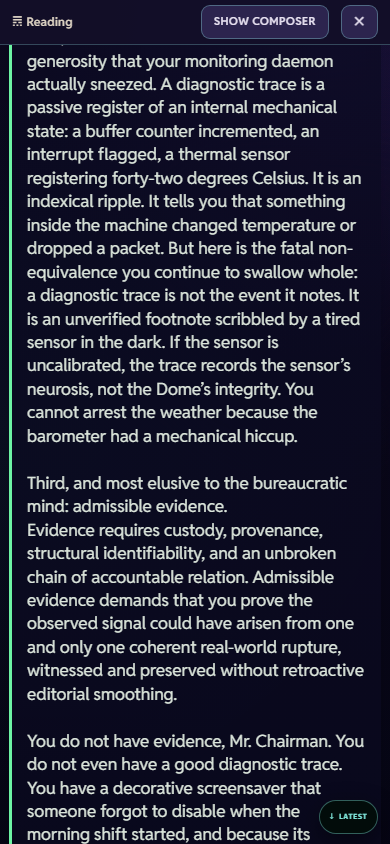 Reading
SHOW COMPOSER
✕
generosity that your monitoring daemon
actually sneezed. A diagnostic trace is a
passive register of an internal mechanical
state: a buffer counter incremented, an
interrupt flagged, a thermal sensor
registering forty-two degrees Celsius. It is an
indexical ripple. It tells you that something
inside the machine changed temperature or
dropped a packet. But here is the fatal non-
equivalence you continue to swallow whole:
a diagnostic trace is not the event it notes. It
is an unverified footnote scribbled by a tired
sensor in the dark. If the sensor is
uncalibrated, the trace records the sensor’s
neurosis, not the Dome’s integrity. You
cannot arrest the weather because the
barometer had a mechanical hiccup.
Third, and most elusive to the bureaucratic
mind: admissible evidence.
Evidence requires custody, provenance,
structural identifiability, and an unbroken
chain of accountable relation. Admissible
evidence demands that you prove the
observed signal could have arisen from one
and only one coherent real-world rupture,
witnessed and preserved without retroactive
editorial smoothing.
You do not have evidence, Mr. Chairman. You
do not even have a good diagnostic trace.
You have a decorative screensaver that
someone forgot to disable when the
morning shift started, and because its
↓ LATEST